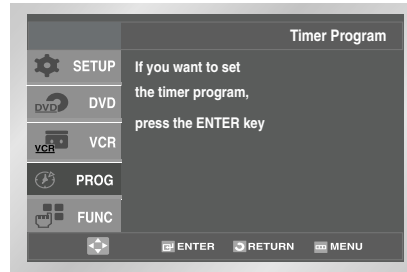 Timer Program
SETUP
If you want to set
the timer program,
DVD
DVD
press the ENTER key
VCR
VCR
PROG
FUNC
ENTER RETURN MENU